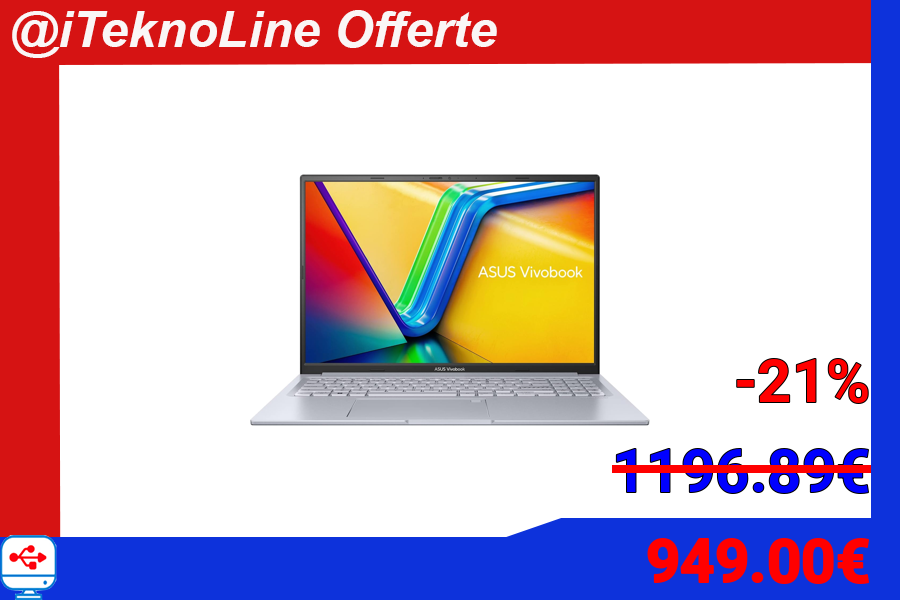 @iTeknoLine Offerte
ASUS Vivobook
ASUS Vivobook
-21%
1196.89€
949.00€